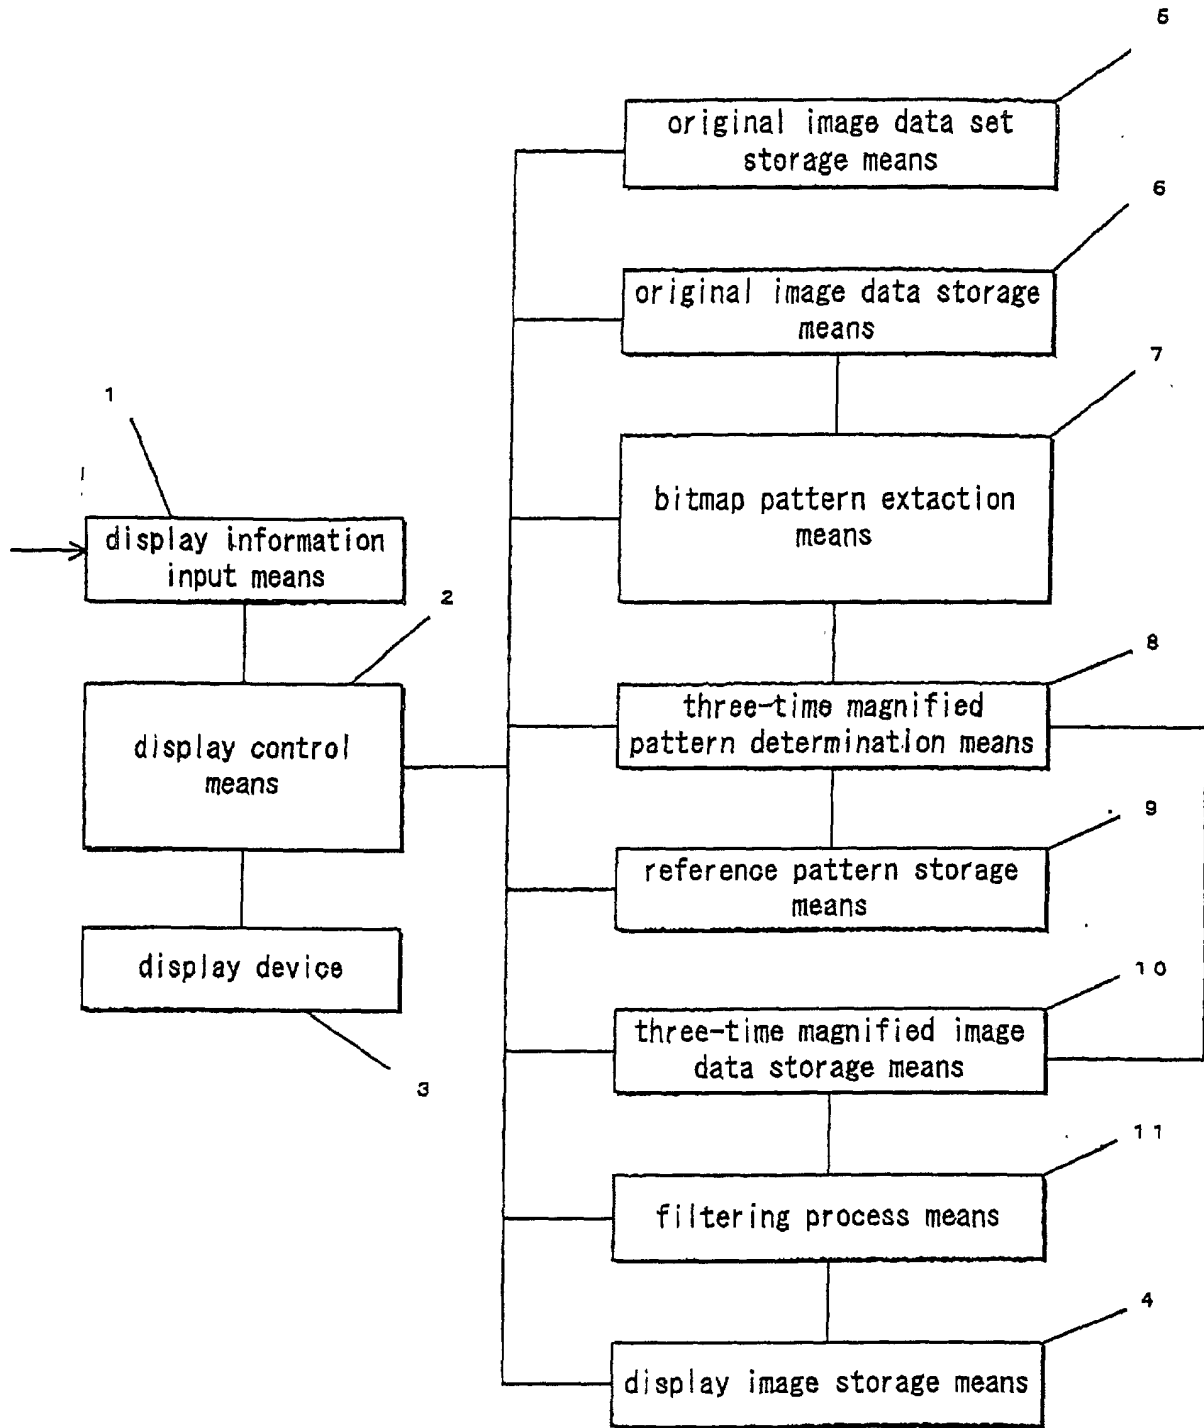 5
original image data set
storage means
6
original image data storage
means
7
bitmap pattern extaction
means
1
display information
input means
2
display control
means
display device
3
8
three-time magnified
pattern determination means
9
reference pattern storage
means
10
three-time magnified image
data storage means
11
filtering process means
4
display image storage means